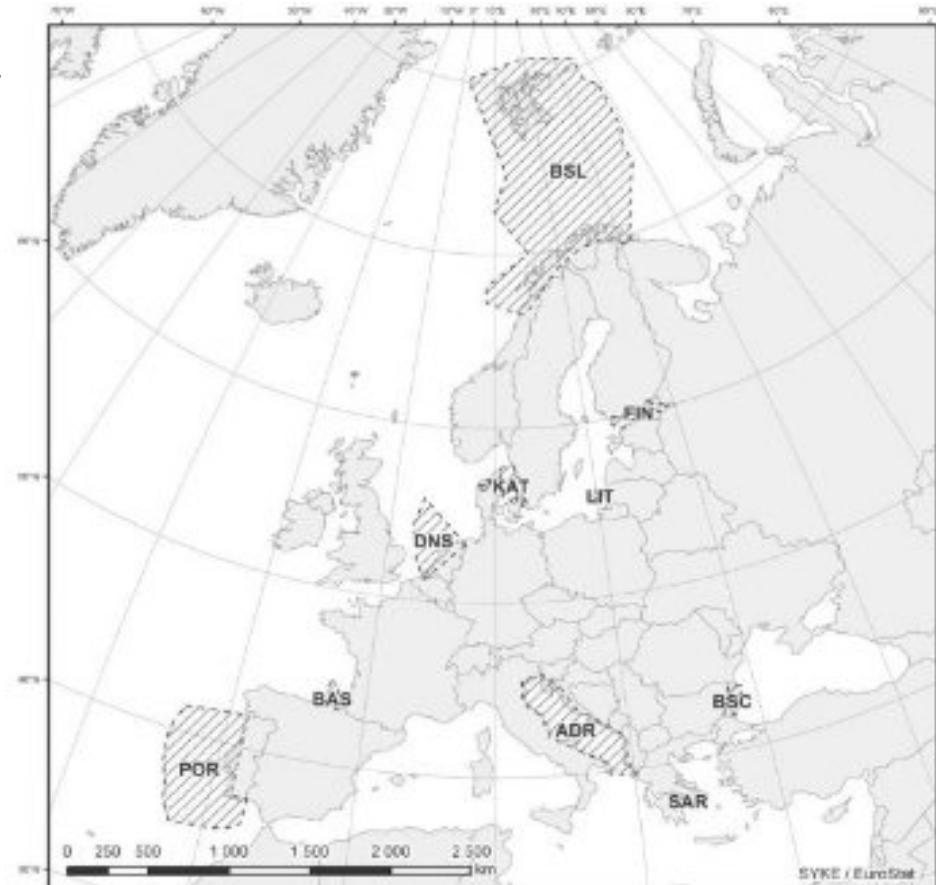 BSL
FIN
KAT
LIT
DNS
BAS
BSC
ADR
POR
SAR
0 250 500 1 000 1 500 2 000 2 500
km
SYKE / EuroStat